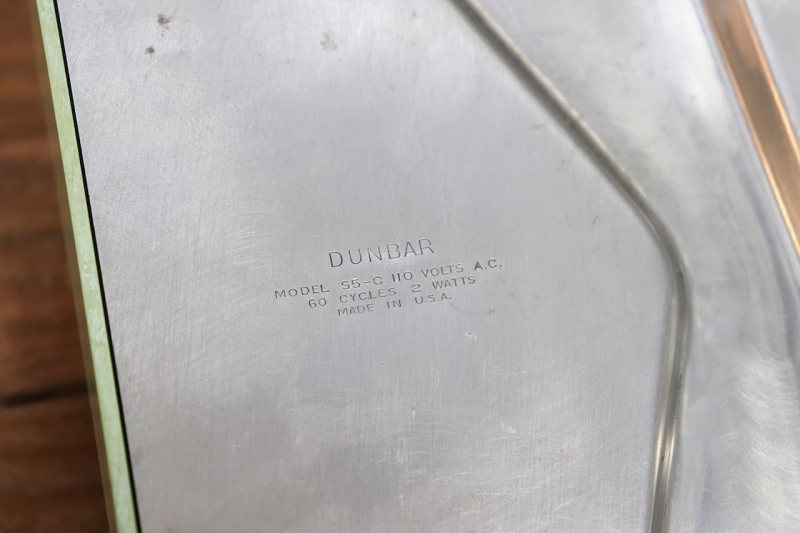 DUNBAR
MODEL S5-C 110 VOLTS A.C.
60 CYCLES 2 WATTS
MADE IN U.S.A.